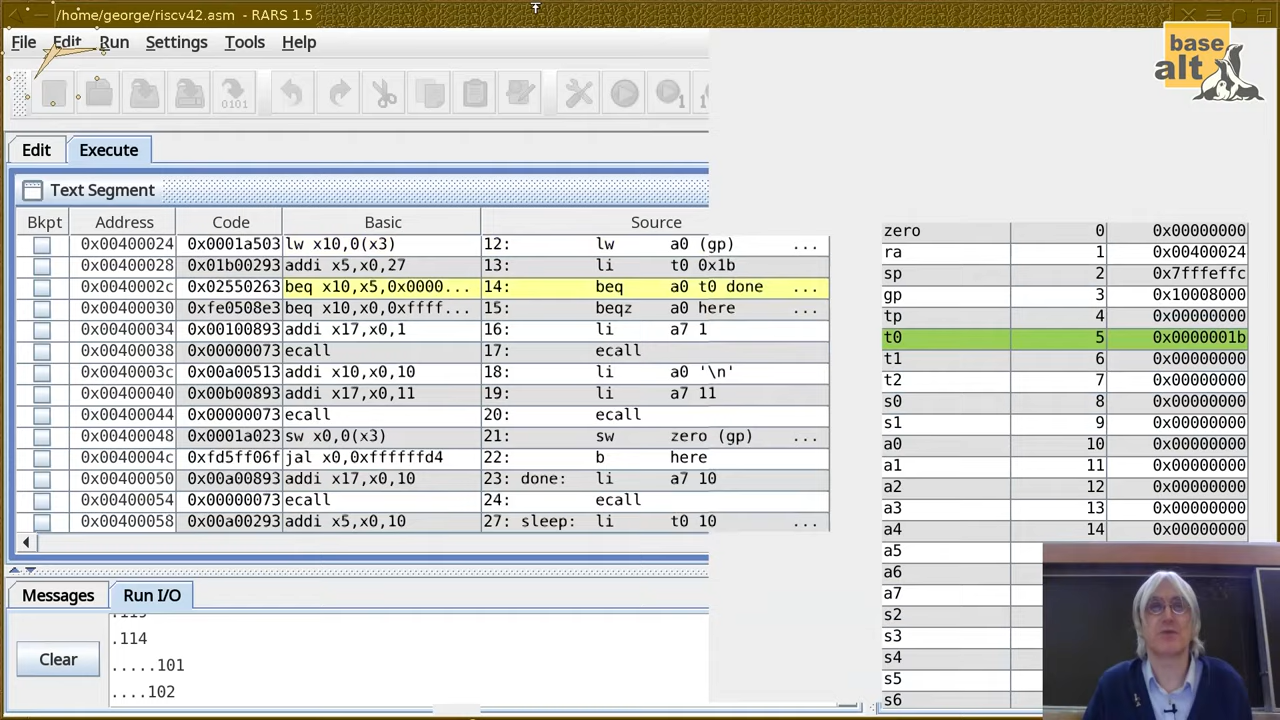 /home/george/riscv42.asm - RARS 1.5
File Edit Run Settings Tools Help
base
alt
0101
1
1
Edit Execute
Text Segment
Bkpt Address Code Basic Source
0x00400024 0x0001a503 lw x10,0(x3) 12: lw a0 (gp) ...
0x00400028 0x01b00293 addi x5,x0,27 13: li t0 0x1b
0x0040002c 0x02550263 beq x10,x5,0x0000... 14: beq a0 t0 done ...
0x00400030 0xfe0508e3 beq x10,x0,0xffff... 15: beqz a0 here ...
0x00400034 0x00100893 addi x17,x0,1 16: li a7 1
0x00400038 0x00000073 ecall 17: ecall
0x0040003c 0x00a00513 addi x10,x0,10 18: li a0 '\n'
0x00400040 0x00b00893 addi x17,x0,11 19: li a7 11
0x00400044 0x00000073 ecall 20: ecall
0x00400048 0x0001a023 sw x0,0(x3) 21: sw zero (gp) ...
0x0040004c 0xfd5ff06f jal x0,0xffffffd4 22: b here
0x00400050 0x00a00893 addi x17,x0,10 23: done: li a7 10
0x00400054 0x00000073 ecall 24: ecall
0x00400058 0x00a00293 addi x5,x0,10 27: sleep: li t0 10 ...
zero 0 0x00000000
ra 1 0x00400024
sp 2 0x7fffeffc
gp 3 0x10008000
tp 4 0x00000000
t0 5 0x0000001b
t1 6 0x00000000
t2 7 0x00000000
s0 8 0x00000000
s1 9 0x00000000
a0 10 0x00000000
a1 11 0x00000000
a2 12 0x00000000
a3 13 0x00000000
a4 14 0x00000000
a5
a6
a7
s2
s3
s4
s5
s6
Messages Run I/O
Clear
.114
.....101
....102